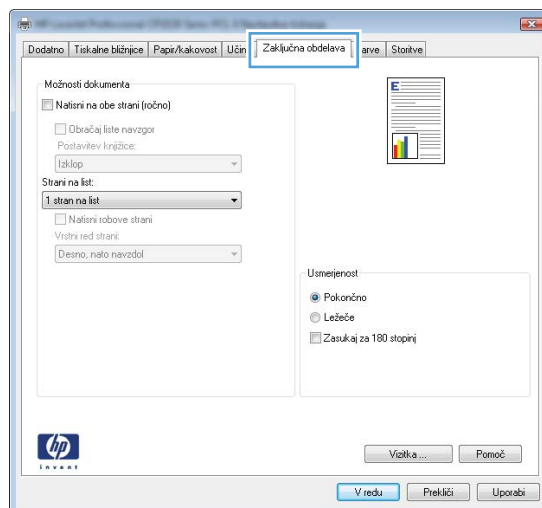 Dodatno Tiskalne bližnjice Papir/kakovost Učin Zaključna obdelava arve Storitve
Možnosti dokumenta
Natisni na obe strani (ročno)
E
Obračaj liste navzgor
Postavitev knjižice:
Izklop
Strani na list:
1 stran na list
Natisni robove strani
Vrstni red strani:
Desno, nato navzdol
Usmerjenost
Pokončno
Ležeče
Zasukaj za 180 stopinj
hp
invent
Vizitka ... Pomoč
V redu Prekliči Uporabi